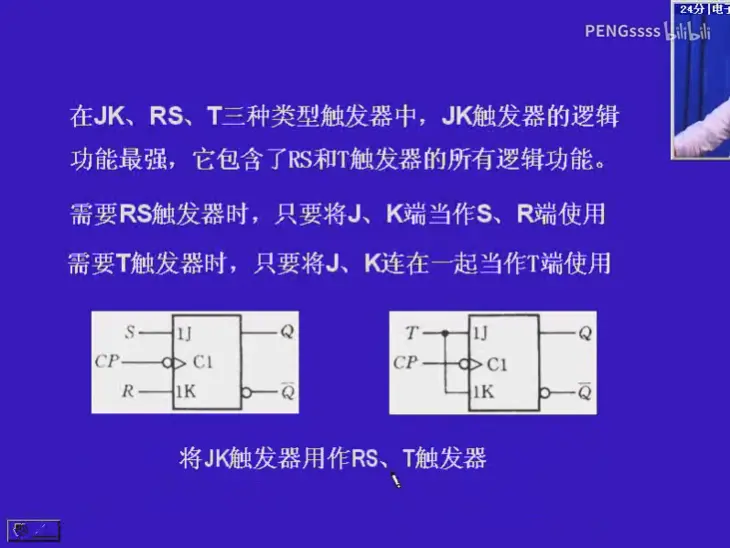 24分|电子
PENGssss bilibili
在JK、RS、T三种类型触发器中，JK触发器的逻辑
功能最强，它包含了RS和T触发器的所有逻辑功能。
需要RS触发器时，只要将J、K端当作S、R端使用
需要T触发器时，只要将J、K连在一起当作T端使用
S 1J Q
CP C1
R 1K Q̅
T 1J Q
CP C1
1K Q̅
将JK触发器用作RS、T触发器